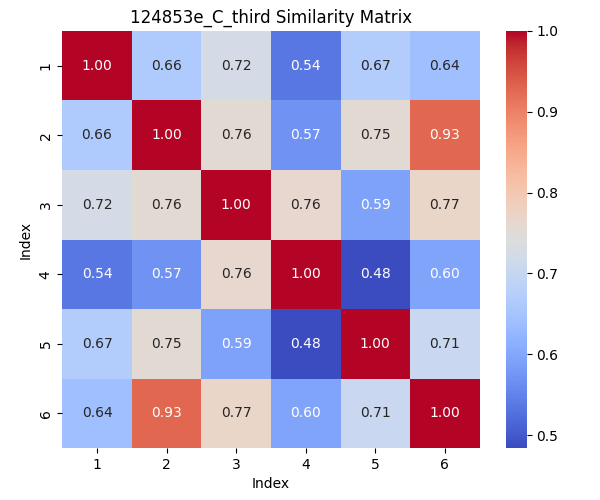 124853e_C_third Similarity Matrix
1 1.00 0.66 0.72 0.54 0.67 0.64
2 0.66 1.00 0.76 0.57 0.75 0.93
3 0.72 0.76 1.00 0.76 0.59 0.77
4 0.54 0.57 0.76 1.00 0.48 0.60
5 0.67 0.75 0.59 0.48 1.00 0.71
6 0.64 0.93 0.77 0.60 0.71 1.00
1 2 3 4 5 6
Index
Index
1.0
0.9
0.8
0.7
0.6
0.5